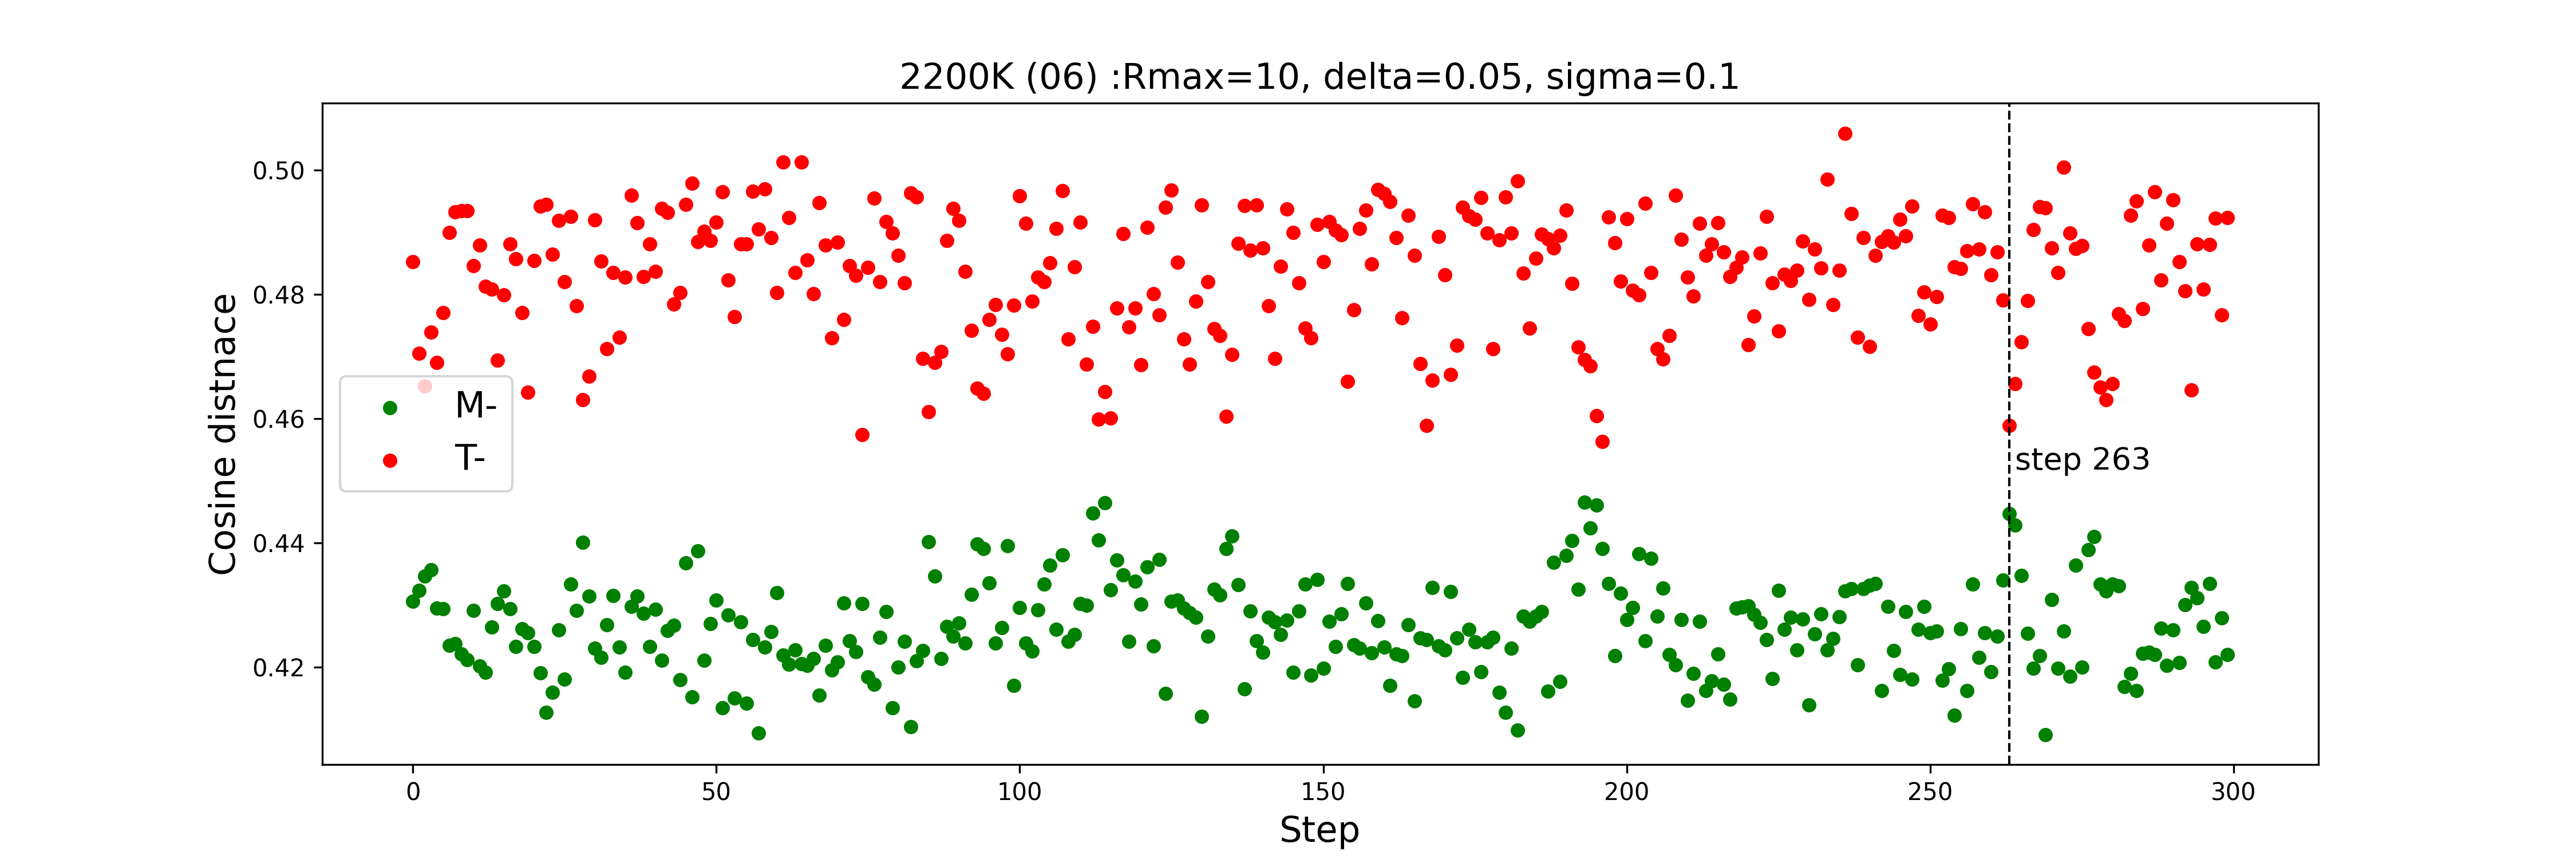 2200K (06) :Rmax=10, delta=0.05, sigma=0.1
Cosine distnace
0.50
0.48
0.46
0.44
0.42
M-
T-
step 263
0
50
100
150
200
250
300
Step